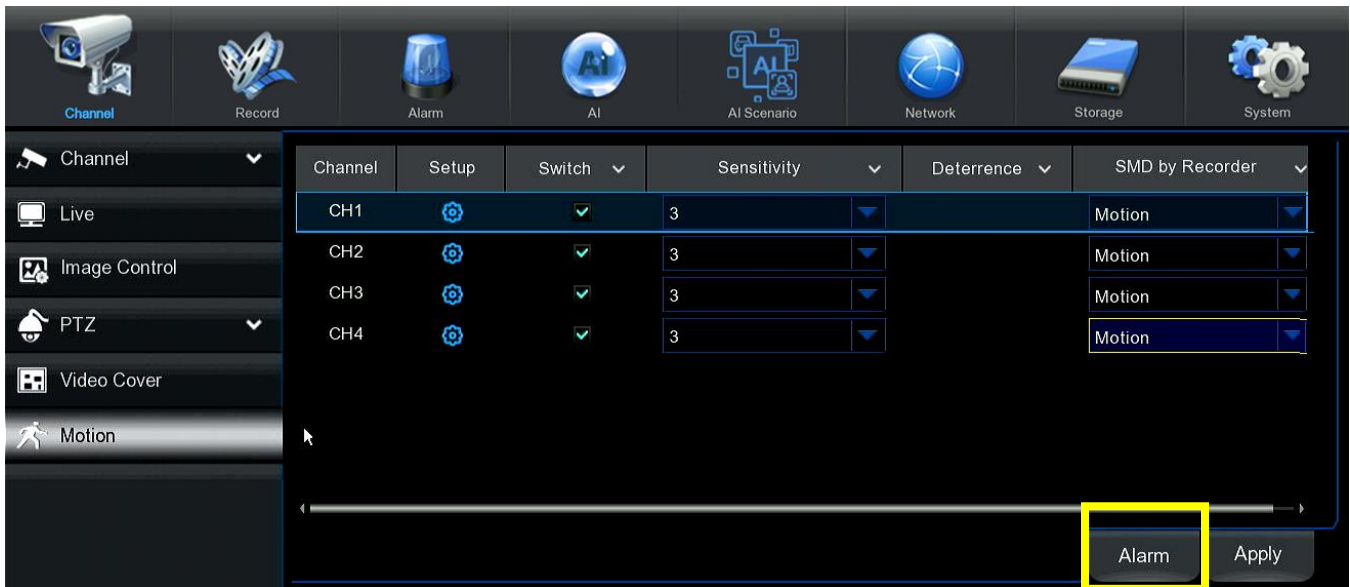 Channel Record Alarm AI AI Scenario Network Storage System
Channel
Live
Image Control
PTZ
Video Cover
Motion
Channel Setup Switch Sensitivity Deterrence SMD by Recorder
CH1 3 Motion
CH2 3 Motion
CH3 3 Motion
CH4 3 Motion
Alarm Apply